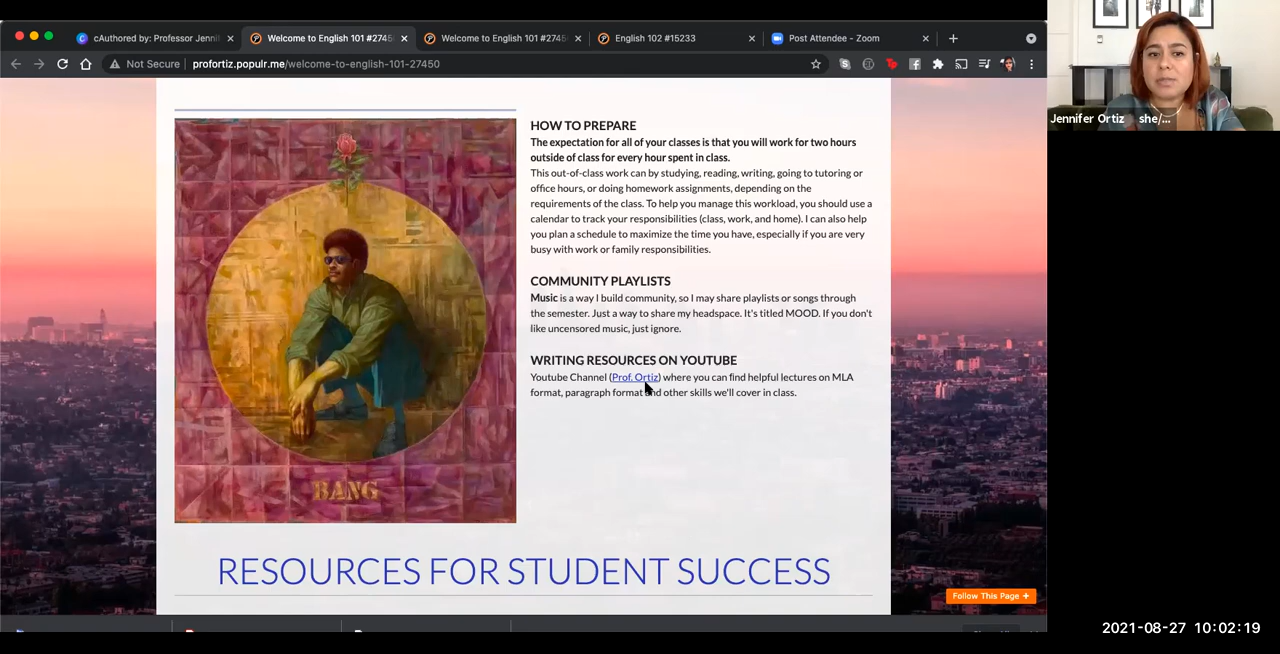 cAuthored by: Professor Jenni
Welcome to English 101 #2745
Welcome to English 101 #2745
English 102 #15233
Post Attendee - Zoom
Not Secure
profortiz.populr.me/welcome-to-english-101-27450
Jennifer Ortiz she/...
HOW TO PREPARE
The expectation for all of your classes is that you will work for two hours
outside of class for every hour spent in class.
This out-of-class work can by studying, reading, writing, going to tutoring or
office hours, or doing homework assignments, depending on the
requirements of the class. To help you manage this workload, you should use a
calendar to track your responsibilities (class, work, and home). I can also help
you plan a schedule to maximize the time you have, especially if you are very
busy with work or family responsibilities.
COMMUNITY PLAYLISTS
Music is a way I build community, so I may share playlists or songs through
the semester. Just a way to share my headspace. It's titled MOOD. If you don't
like uncensored music, just ignore.
WRITING RESOURCES ON YOUTUBE
Youtube Channel (Prof. Ortiz) where you can find helpful lectures on MLA
format, paragraph format and other skills we'll cover in class.
BANG
RESOURCES FOR STUDENT SUCCESS
Follow This Page +
2021-08-27 10:02:19